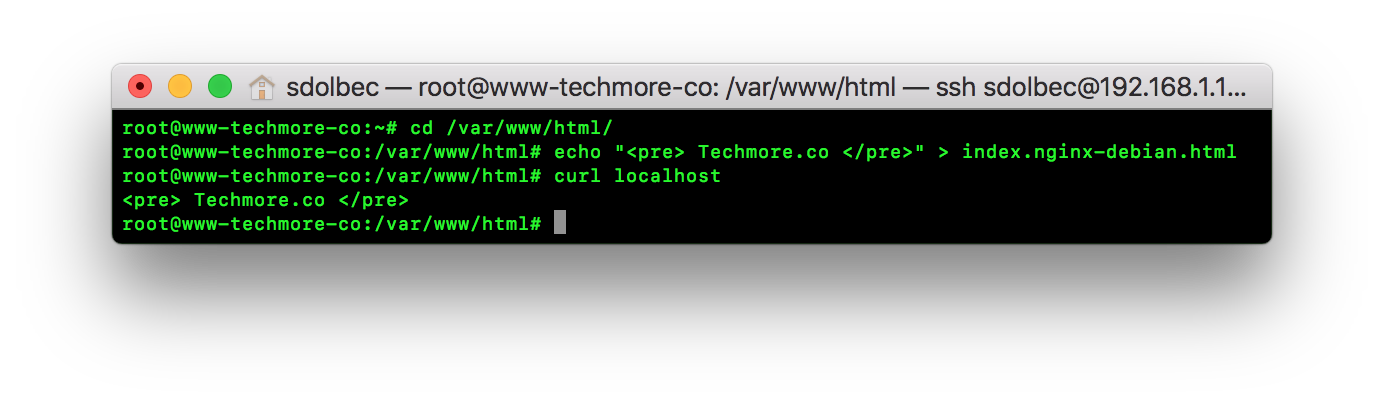 sdolbec — root@www-techmore-co: /var/www/html — ssh sdolbec@192.168.1.1...
root@www-techmore-co:~# cd /var/www/html/
root@www-techmore-co:/var/www/html# echo "<pre> Techmore.co </pre>" > index.nginx-debian.html
root@www-techmore-co:/var/www/html# curl localhost
<pre> Techmore.co </pre>
root@www-techmore-co:/var/www/html#